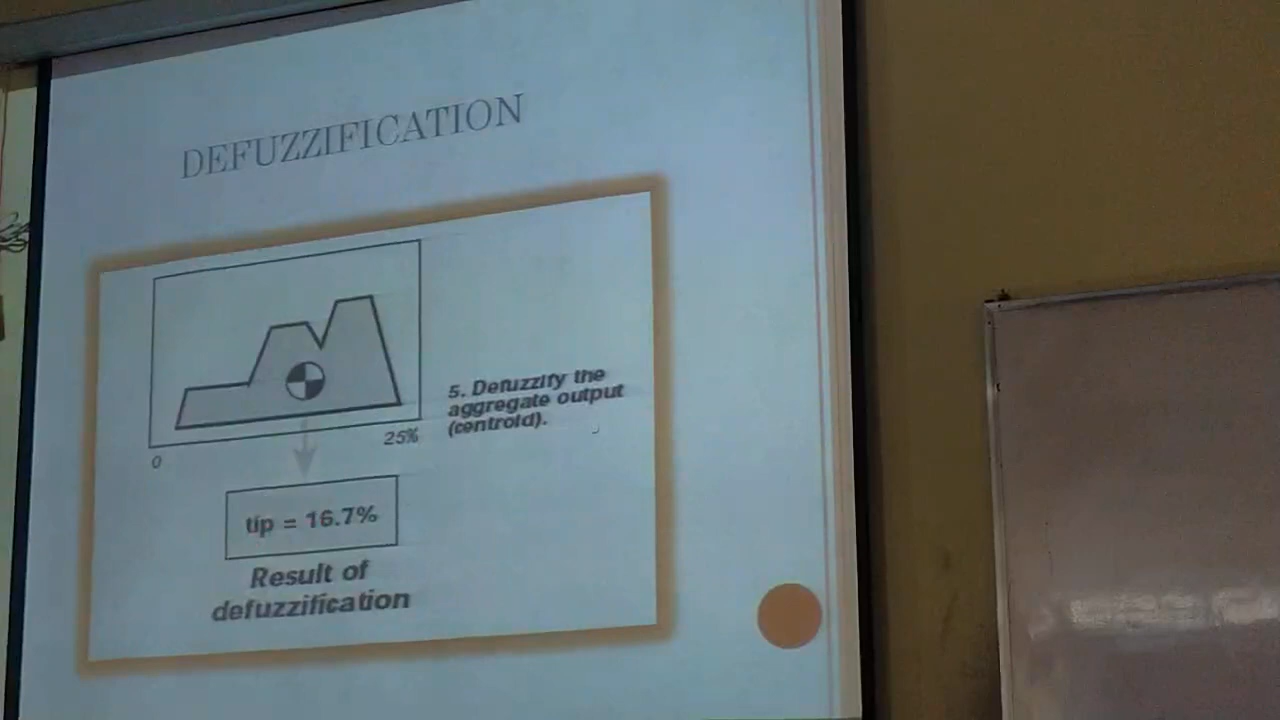 DEFUZZIFICATION
5. Defuzzify the
aggregate output
(centroid).
0
25%
tip = 16.7%
Result of
defuzzification